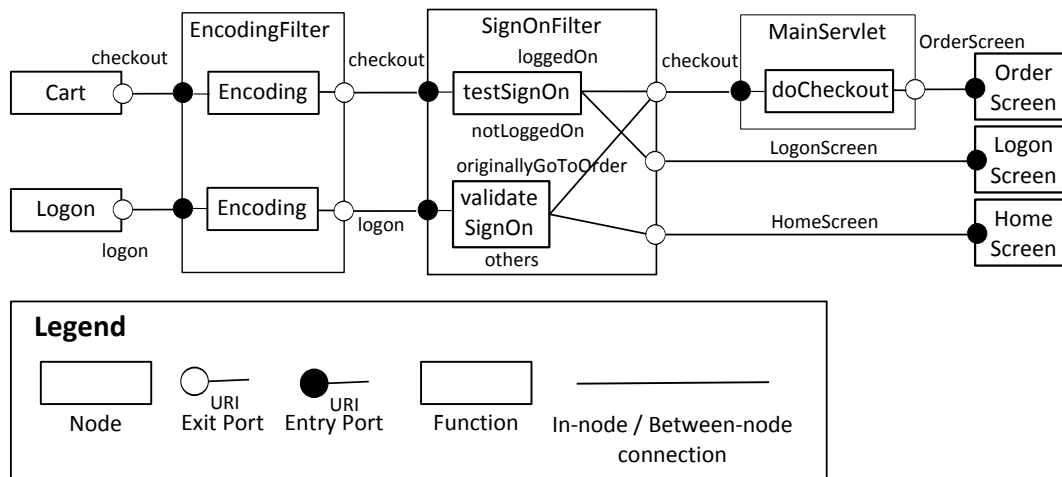 EncodingFilter
SignOnFilter
MainServlet
checkout
checkout
loggedOn
checkout
OrderScreen
Cart
Encoding
testSignOn
doCheckout
Order
Screen
notLoggedOn
LogonScreen
Logon
Screen
originallyGoToOrder
Logon
Encoding
validate
SignOn
HomeScreen
Home
Screen
logon
logon
others
Legend
URI
URI
Node
Exit Port
Entry Port
Function
In-node / Between-node
connection